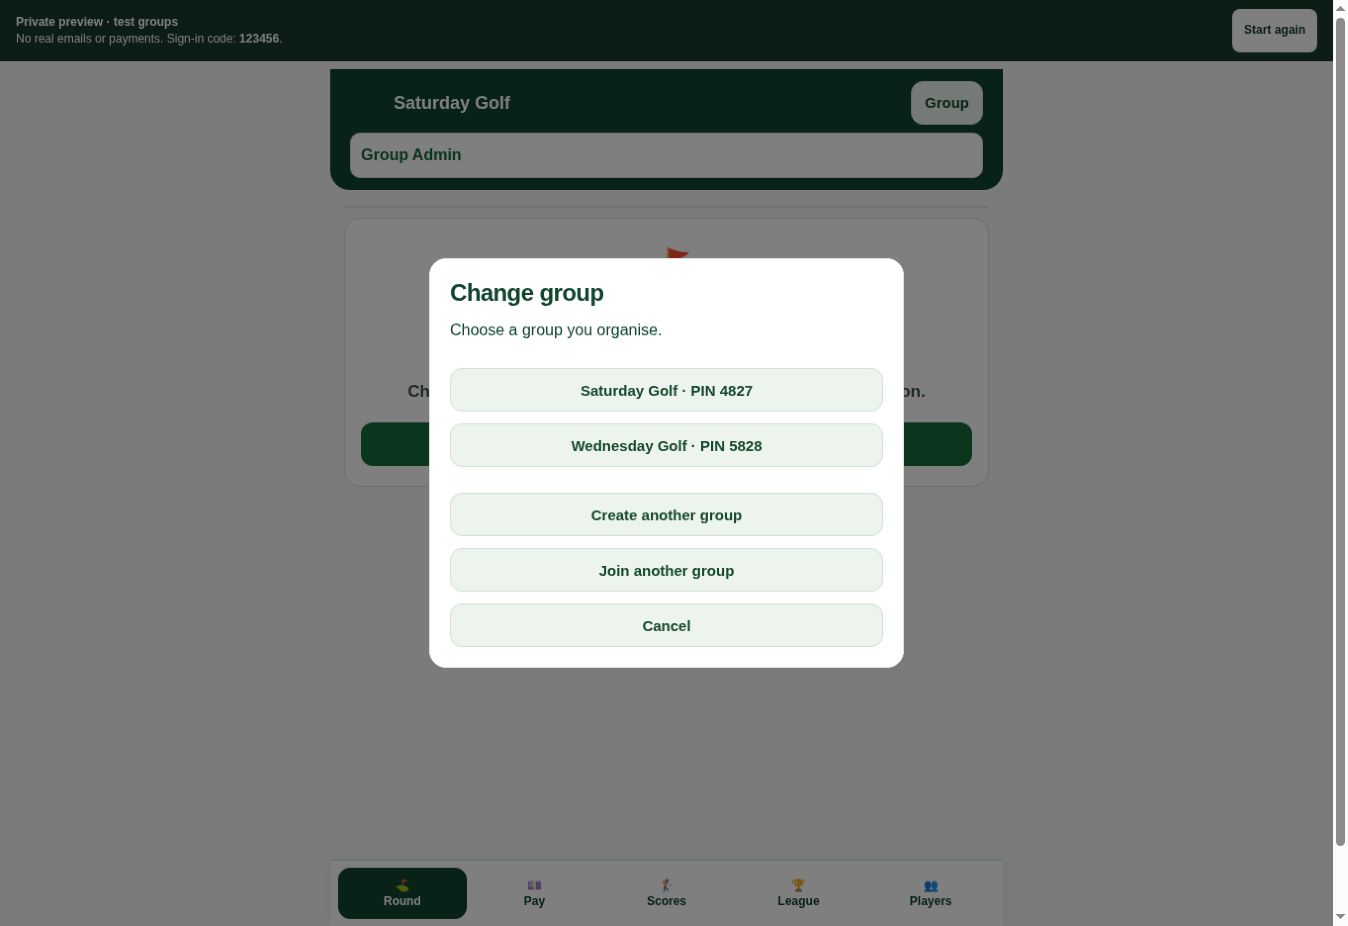 Private preview · test groups
No real emails or payments. Sign-in code: 123456.
Start again
Saturday Golf
Group
Group Admin
Change group
Choose a group you organise.
Saturday Golf · PIN 4827
Wednesday Golf · PIN 5828
Create another group
Join another group
Cancel
Round
Pay
Scores
League
Players